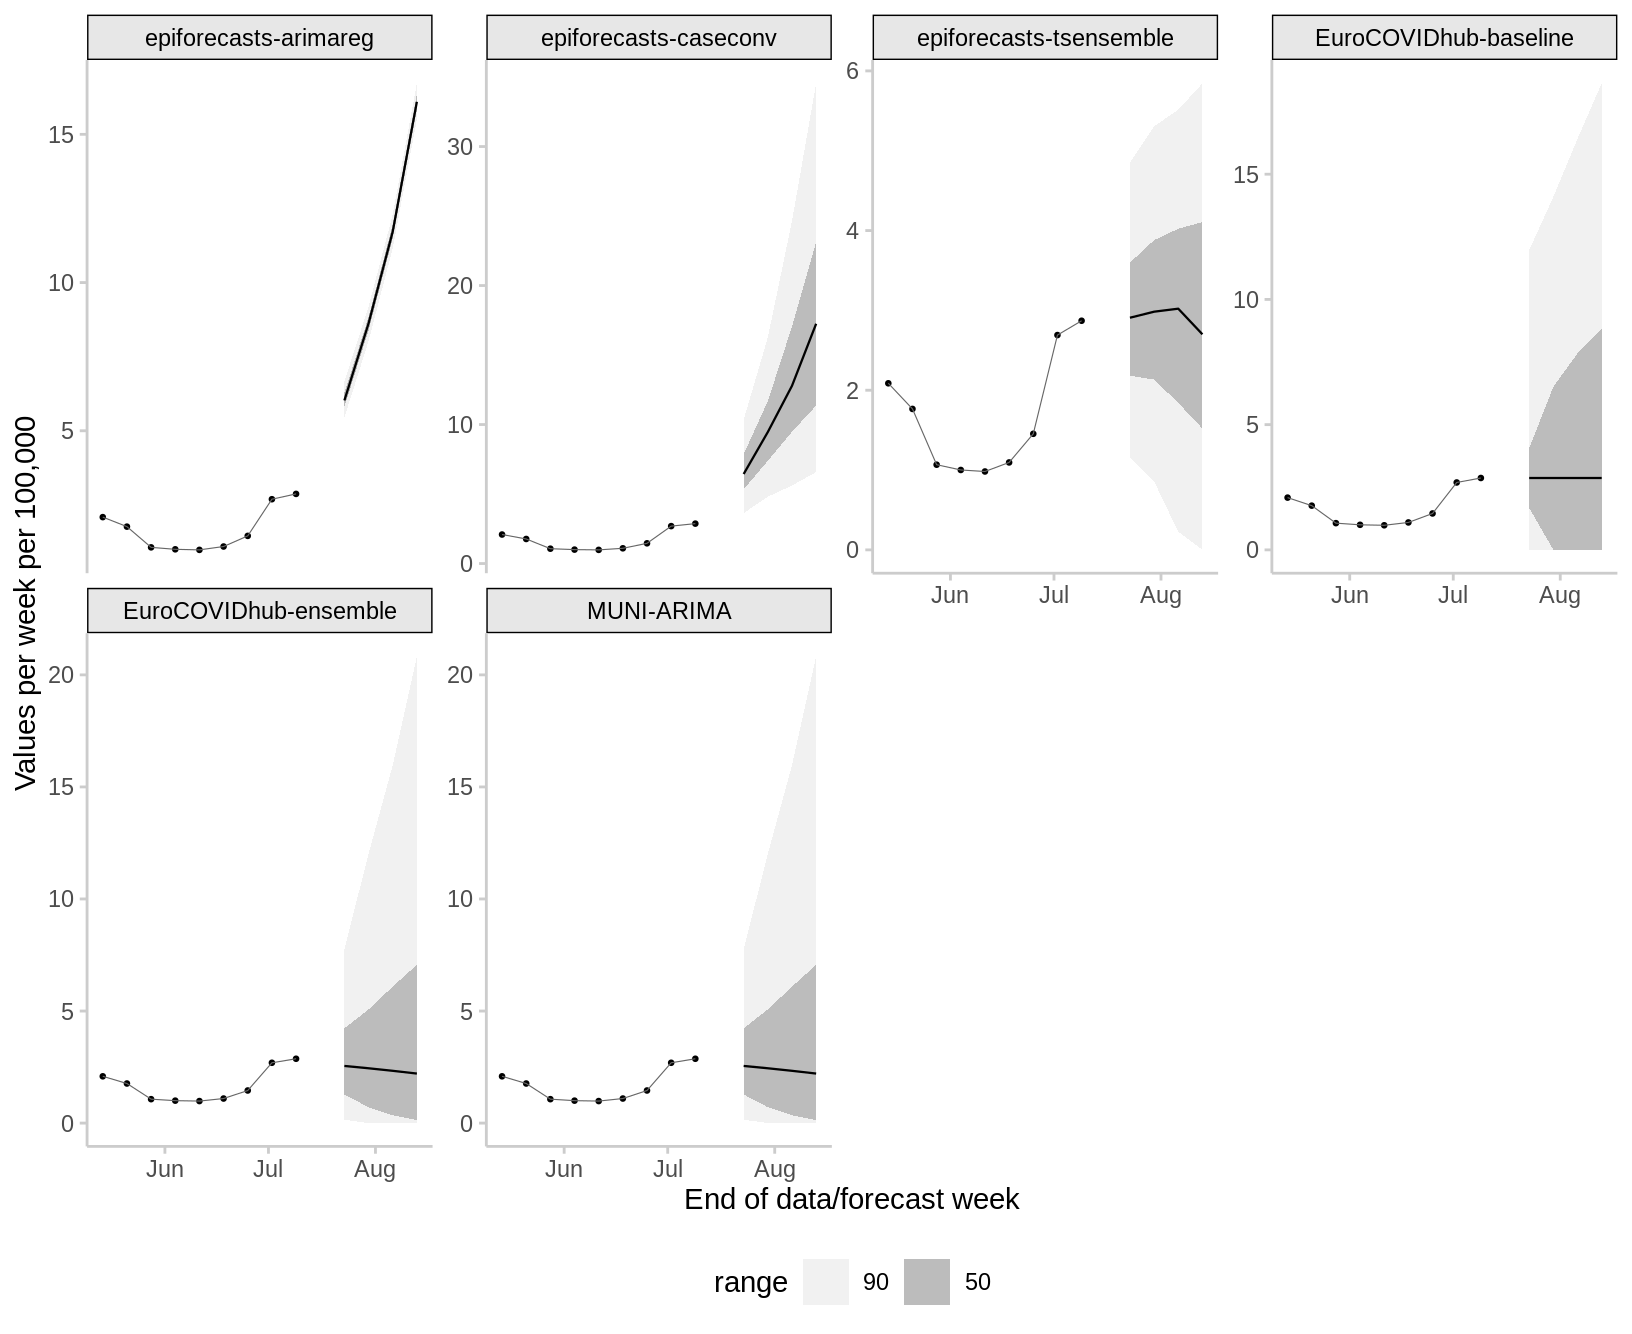 epiforecasts-arimareg
epiforecasts-caseconv
epiforecasts-tsensemble
EuroCOVIDhub-baseline
15
10
5
30
20
10
0
6
4
2
0
Jun Jul Aug
15
10
5
0
Jun Jul Aug
Values per week per 100,000
EuroCOVIDhub-ensemble
MUNI-ARIMA
20
15
10
5
0
Jun Jul Aug
20
15
10
5
0
Jun Jul Aug
End of data/forecast week
range 90 50